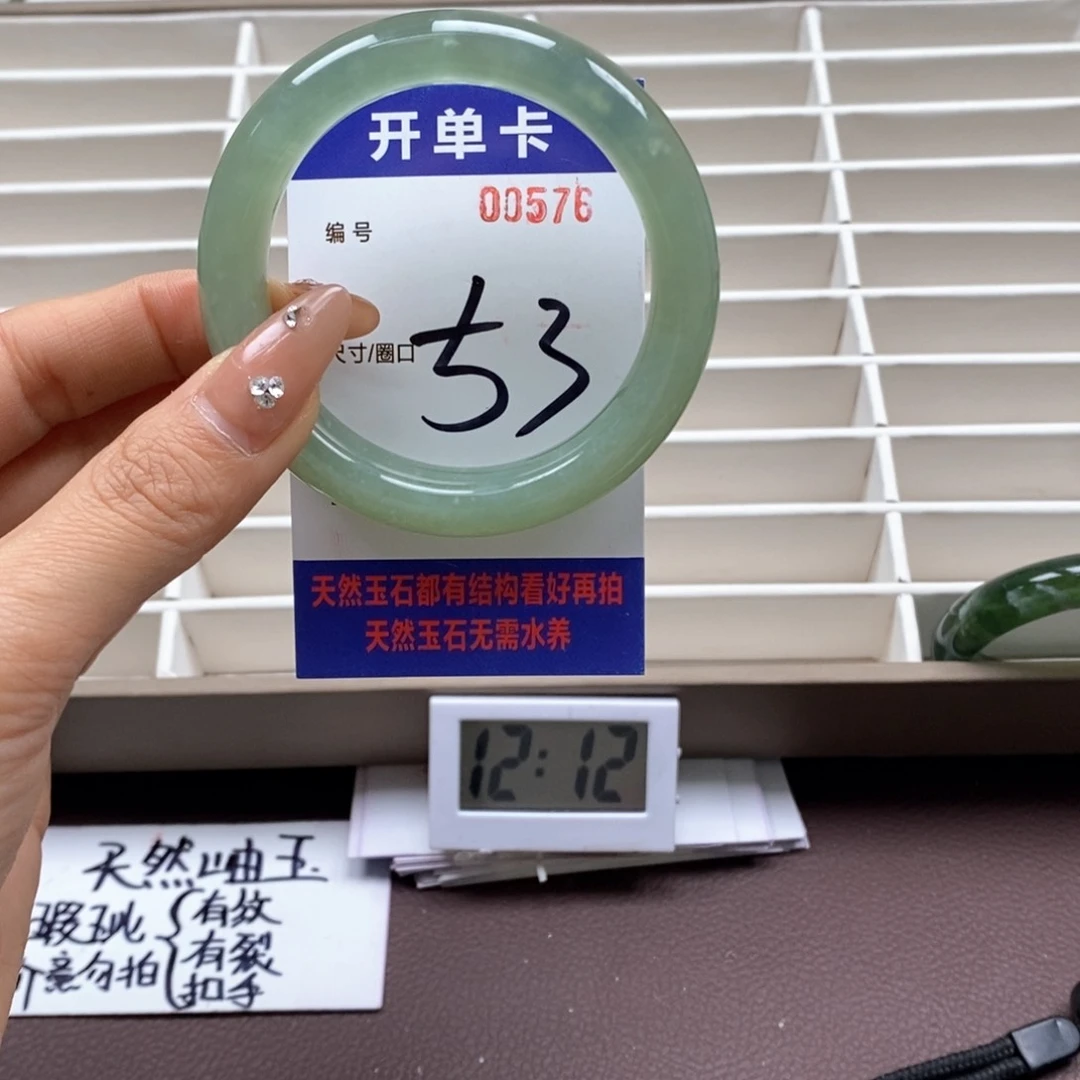 开单卡
00576
编号
尺寸/圈口
53
天然玉石都有结构看好再拍
天然玉石无需水养
12:12
天然岫玉
瑕玼
有纹
有裂
扣手
介意勿拍